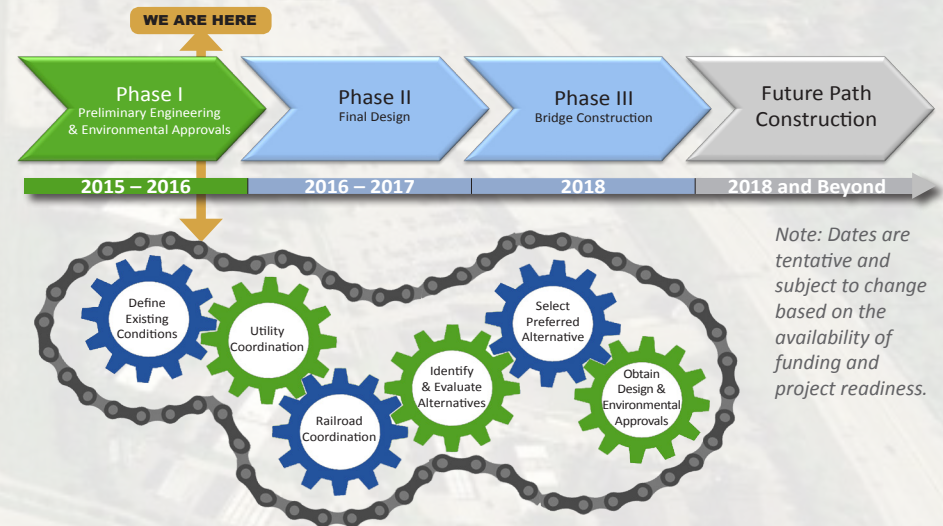 WE ARE HERE
Phase I
Preliminary Engineering
& Environmental Approvals
Phase II
Final Design
Phase III
Bridge Construction
Future Path
Construction
2015 – 2016
2016 – 2017
2018
2018 and Beyond
Note: Dates are
tentative and
subject to change
based on the
availability of
funding and
project readiness.
Define
Existing
Conditions
Utility
Coordination
Railroad
Coordination
Identify
& Evaluate
Alternatives
Select
Preferred
Alternative
Obtain
Design &
Environmental
Approvals